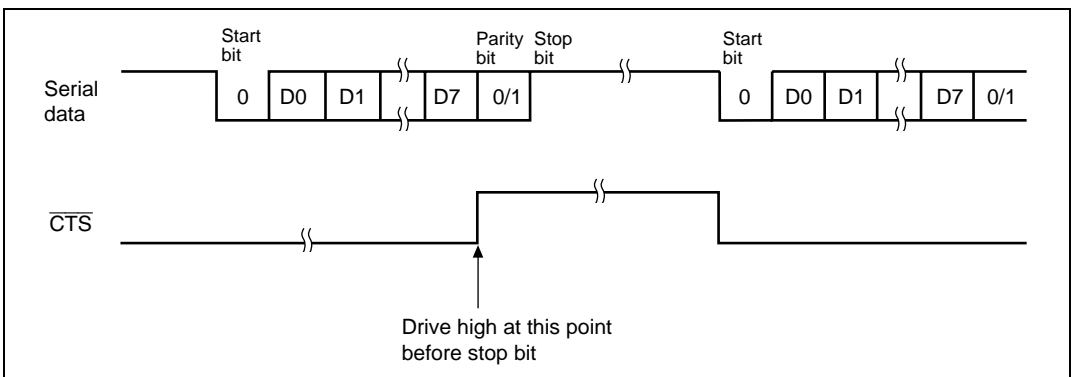 Start bit
Parity bit
Stop bit
Start bit
Serial data
0 D0 D1 D7 0/1 0 D0 D1 D7 0/1
CTS
Drive high at this point
before stop bit